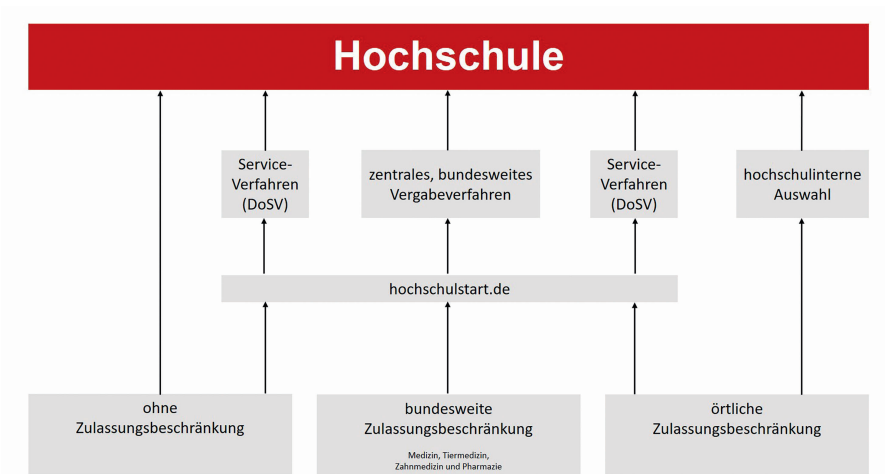 Hochschule
Service-
Verfahren
(DoSV)
zentrales, bundesweites
Vergabeverfahren
Service-
Verfahren
(DoSV)
hochschulinterne
Auswahl
hochschulstart.de
ohne
Zulassungsbeschränkung
bundesweite
Zulassungsbeschränkung
Medizin, Tiermedizin,
Zahnmedizin und Pharmazie
örtliche
Zulassungsbeschränkung